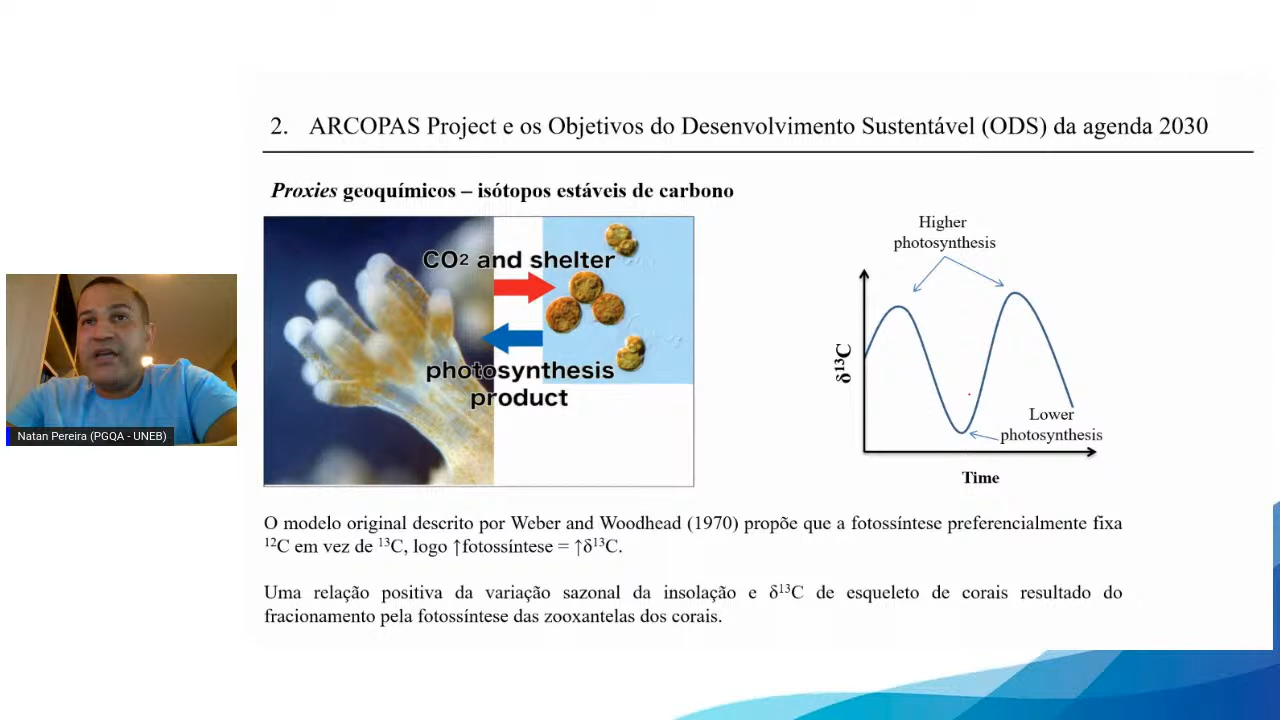 2. ARCOPAS Project e os Objetivos do Desenvolvimento Sustentável (ODS) da agenda 2030
Proxies geoquímicos – isótopos estáveis de carbono
CO2 and shelter
photosynthesis
product
Higher
photosynthesis
δ¹³C
Lower
photosynthesis
Time
Natan Pereira (PGQA - UNEB)
O modelo original descrito por Weber and Woodhead (1970) propõe que a fotossíntese preferencialmente fixa
¹²C em vez de ¹³C, logo ↑fotossíntese = ↑δ¹³C.
Uma relação positiva da variação sazonal da insolação e δ¹³C de esqueleto de corais resultado do
fracionamento pela fotossíntese das zooxantelas dos corais.